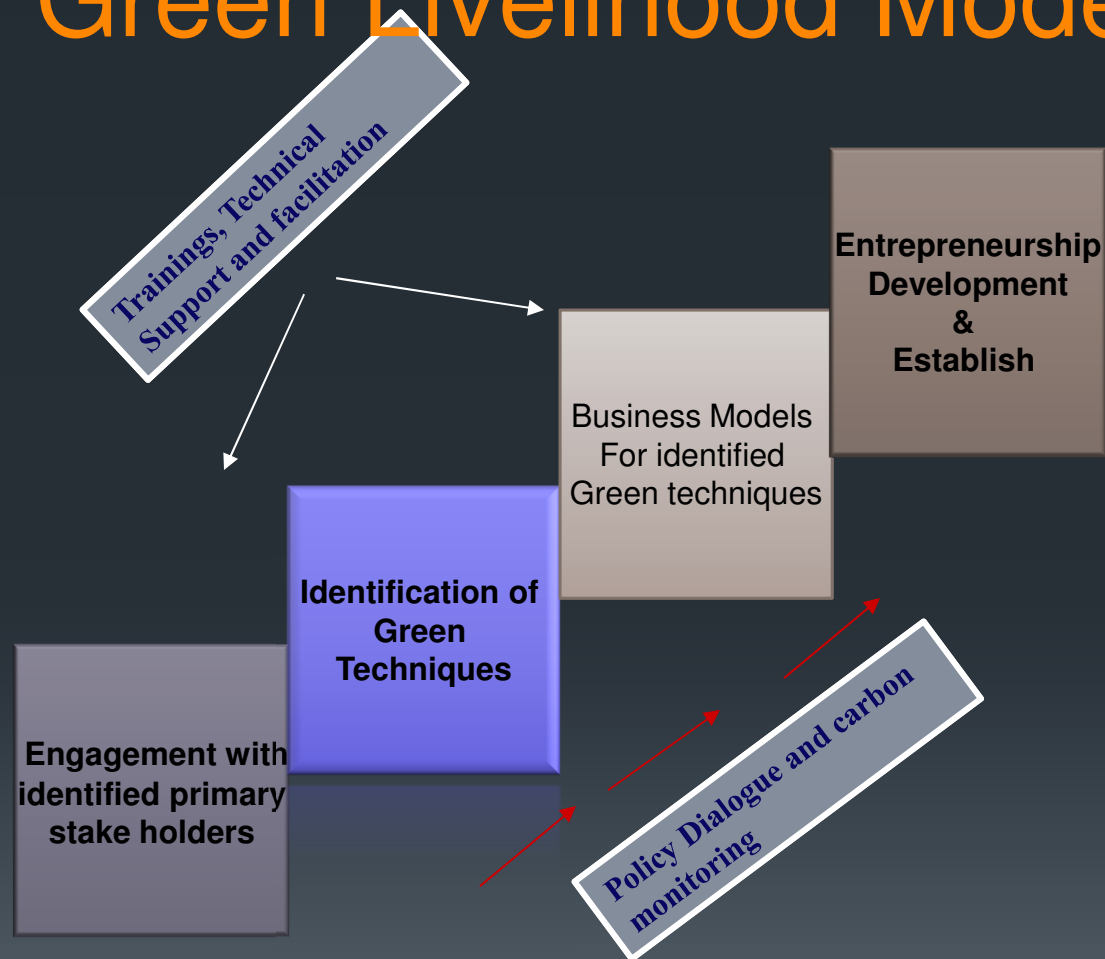 Green Livelihood Mode
Trainings, Technical
Support and facilitation
Entrepreneurship
Development
&
Establish
Business Models
For identified
Green techniques
Identification of
Green
Techniques
Engagement with
identified primary
stake holders
Policy Dialogue and carbon
monitoring